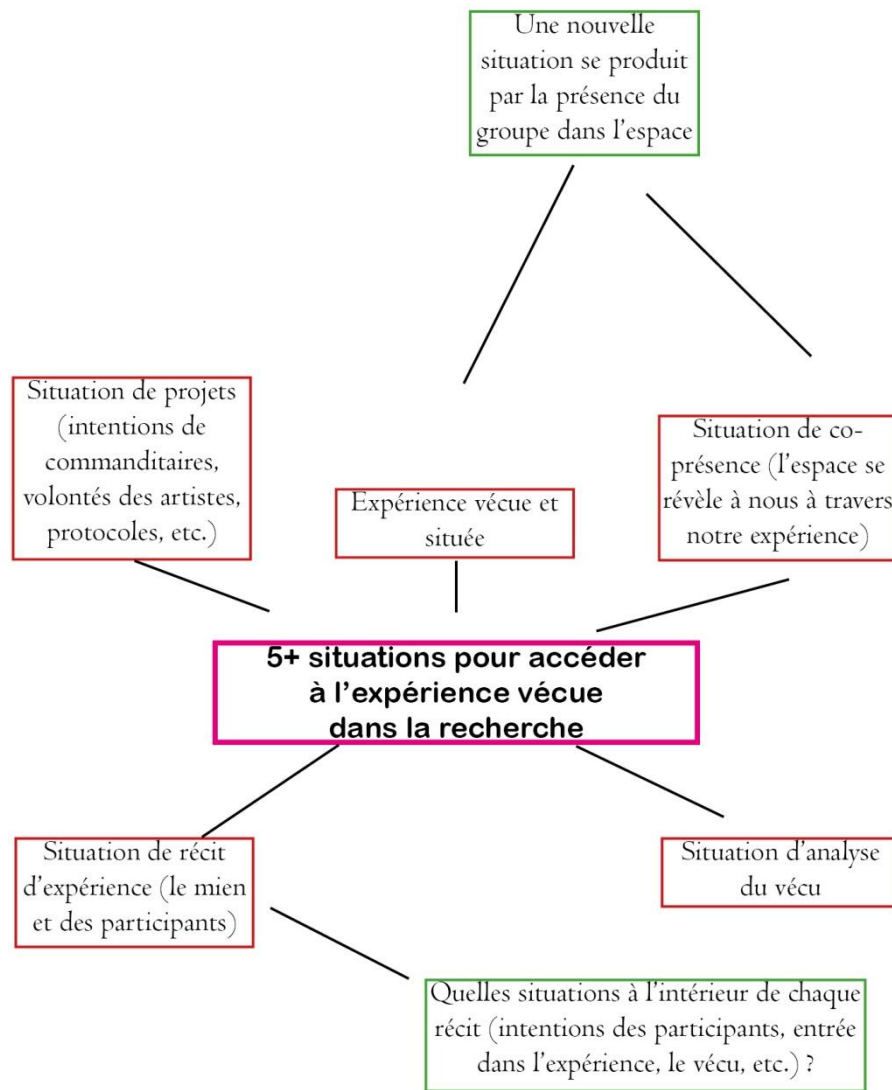 Une nouvelle
situation se produit
par la présence du
groupe dans l'espace
Situation de projets
(intentions de
commanditaires,
volontés des artistes,
protocoles, etc.)
Expérience vécue et
située
Situation de co-
présence (l'espace se
révèle à nous à travers
notre expérience)
5+ situations pour accéder
à l'expérience vécue
dans la recherche
Situation de récit
d'expérience (le mien
et des participants)
Situation d'analyse
du vécu
Quelles situations à l'intérieur de chaque
récit (intentions des participants, entrée
dans l'expérience, le vécu, etc.) ?